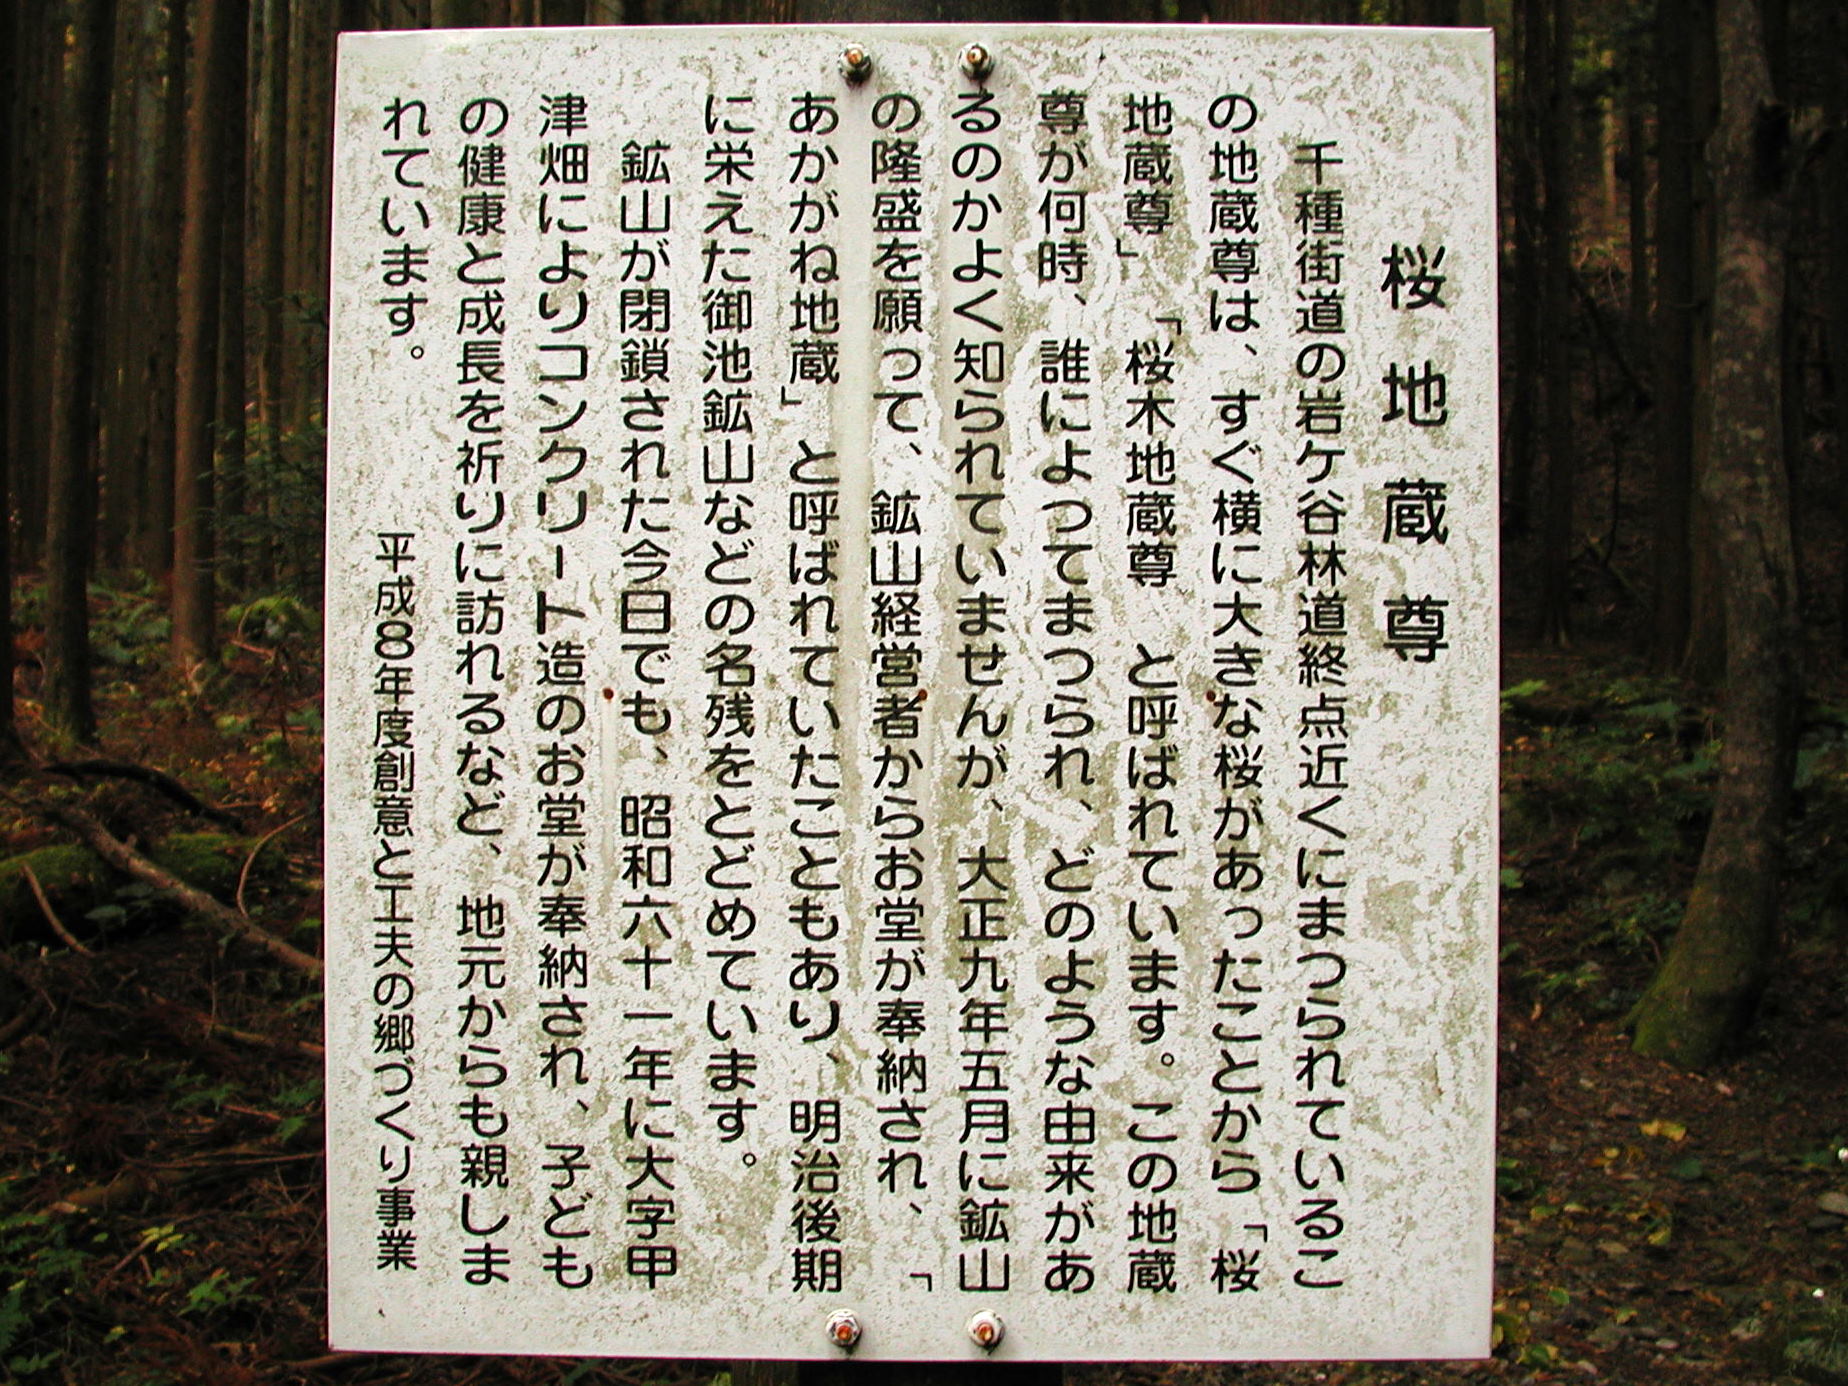 桜地蔵尊
千種街道の岩ケ谷林道終点近くにまつられているこ
の地蔵尊は、すぐ横に大きな桜があったことから「桜
地蔵尊」「桜木地蔵尊 と呼ばれています。この地蔵
尊が何時、誰によってまつられ、どのような由来があ
るのかよく知られていませんが、大正九年五月に鉱山
の隆盛を願って、鉱山経営者からお堂が奉納され、「
あかがね地蔵」と呼ばれていたこともあり、明治後期
に栄えた御池鉱山などの名残をとどめています。
鉱山が閉鎖された今日でも、昭和六十一年に大字甲
津畑によりコンクリート造のお堂が奉納され、子ども
の健康と成長を祈りに訪れるなど、地元からも親しま
れています。
平成8年度創意と工夫の郷づくり事業